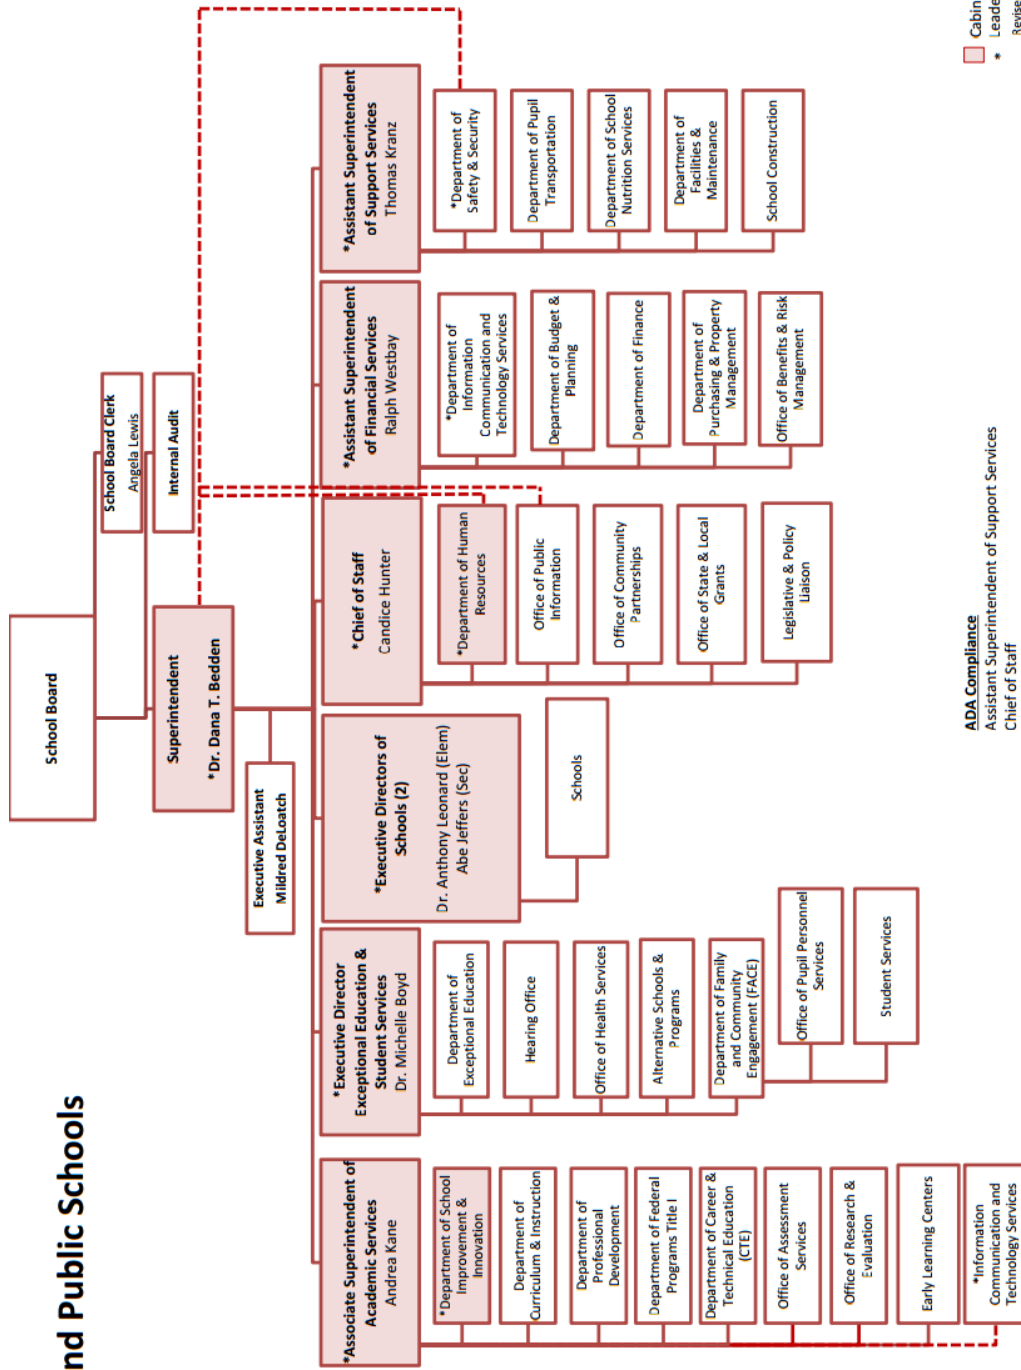 nd Public Schools
School Board
School Board Clerk
Angela Lewis
Internal Audit
Superintendent
*Dr. Dana T. Bedden
Executive Assistant
Mildred DeLoatch
*Associate Superintendent of
Academic Services
Andrea Kane
*Department of School
Improvement &
Innovation
Department of
Curriculum & Instruction
Department of
Professional
Development
Department of Federal
Programs Title I
Department of Career &
Technical Education
(CTE)
Office of Assessment
Services
Office of Research &
Evaluation
Early Learning Centers
*Information
Communication and
Technology Services
*Executive Director
Exceptional Education &
Student Services
Dr. Michelle Boyd
Department of
Exceptional Education
Hearing Office
Office of Health Services
Alternative Schools &
Programs
Department of Family
and Community
Engagement (FACE)
Office of Pupil Personnel
Services
Student Services
*Executive Directors of
Schools (2)
Dr. Anthony Leonard (Elem)
Abe Jeffers (Sec)
Schools
*Chief of Staff
Candice Hunter
*Department of Human
Resources
Office of Public
Information
Office of Community
Partnerships
Office of State & Local
Grants
Legislative & Policy
Liaison
*Assistant Superintendent
of Financial Services
Ralph Westbay
*Department of
Information
Communication and
Technology Services
Department of Budget &
Planning
Department of Finance
Department of
Purchasing & Property
Management
Office of Benefits & Risk
Management
*Assistant Superintendent
of Support Services
Thomas Kranz
*Department of
Safety & Security
Department of Pupil
Transportation
Department of School
Nutrition Services
Department of
Facilities &
Maintenance
School Construction
ADA Compliance
Assistant Superintendent of Support Services
Chief of Staff
Cabin
* Leade
Revise